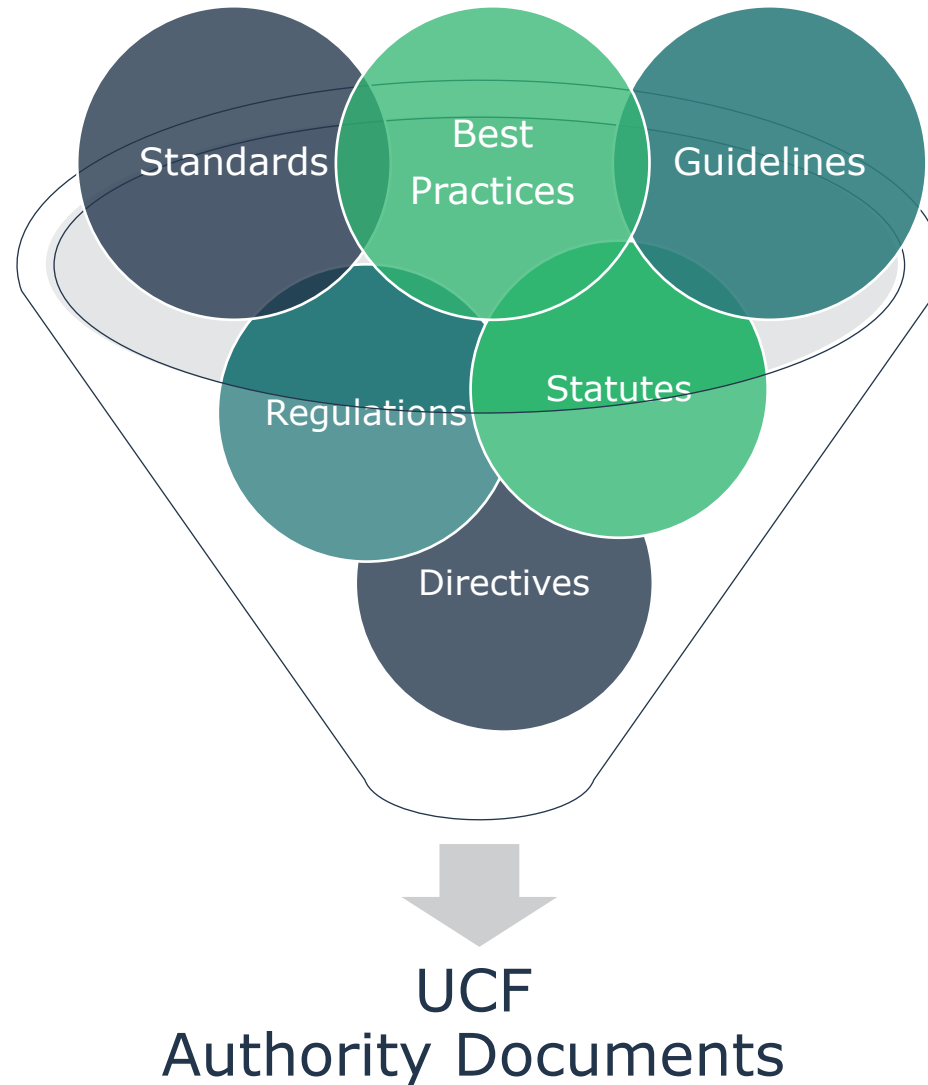 Standards
Best
Practices
Guidelines
Regulations
Statutes
Directives
UCF
Authority Documents